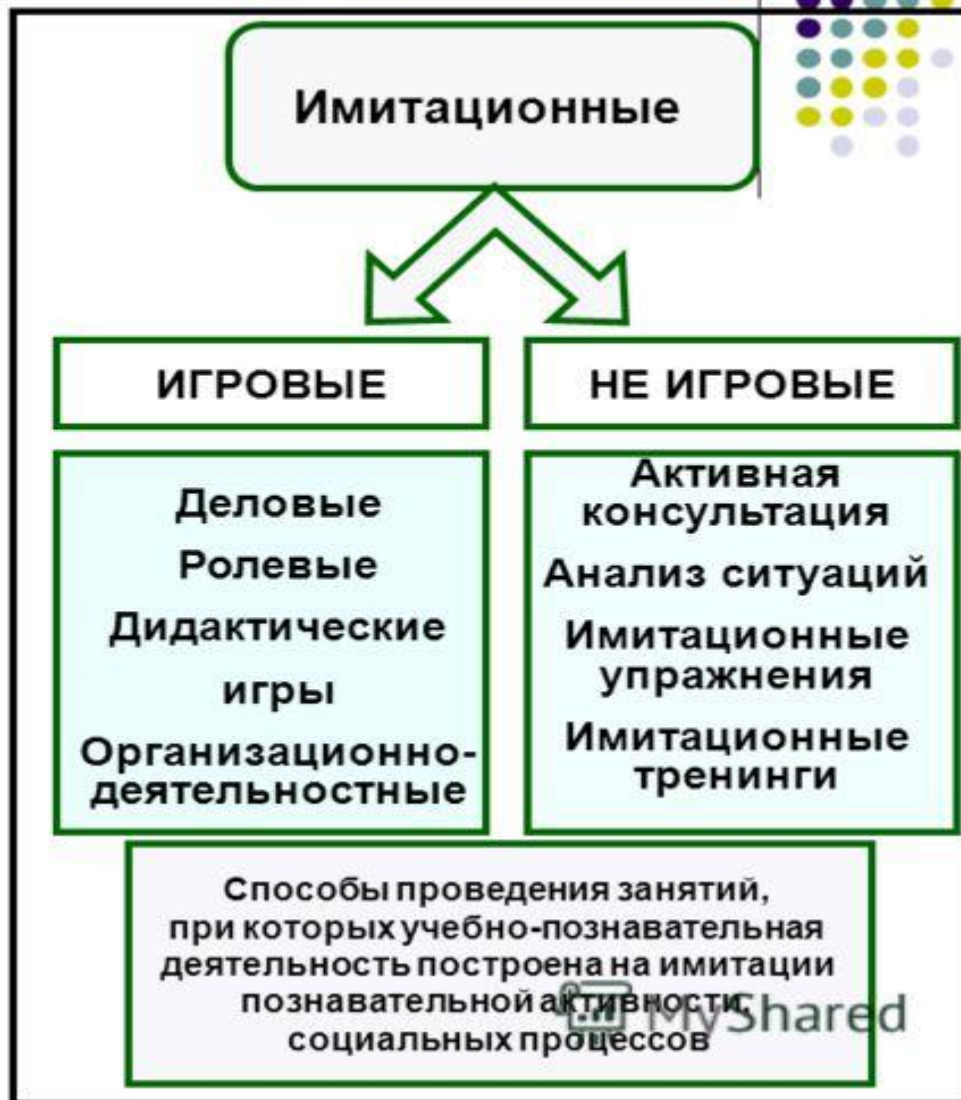 Имитационные
ИГРОВЫЕ
Деловые
Ролевые
Дидактические
игры
Организационно-
деятельностные
НЕ ИГРОВЫЕ
Активная
консультация
Анализ ситуаций
Имитационные
упражнения
Имитационные
тренинги
Способы проведения занятий,
при которых учебно-познавательная
деятельность построена на имитации
познавательной активности,
социальных процессов
MyShared